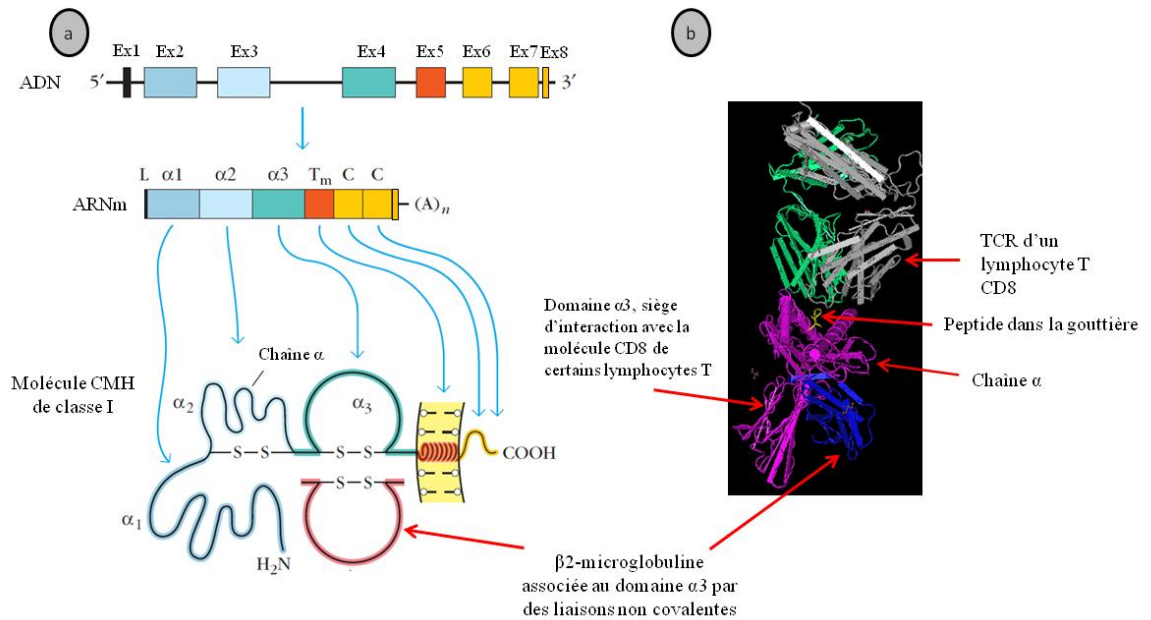 a
b
Ex1 Ex2 Ex3 Ex4 Ex5 Ex6 Ex7 Ex8
ADN 5′ 3′
L α1 α2 α3 Tm C C
ARNm (A)n
TCR d’un
lymphocyte T
CD8
Domaine α3, siège
d’interaction avec la
molécule CD8 de
certains lymphocytes T
Peptide dans la gouttière
Chaîne α
Chaîne α
Molécule CMH
de classe I
α2
α3
S–S
S–S
COOH
S–S
α1
H2N
β2-microglobuline
associée au domaine α3 par
des liaisons non covalentes